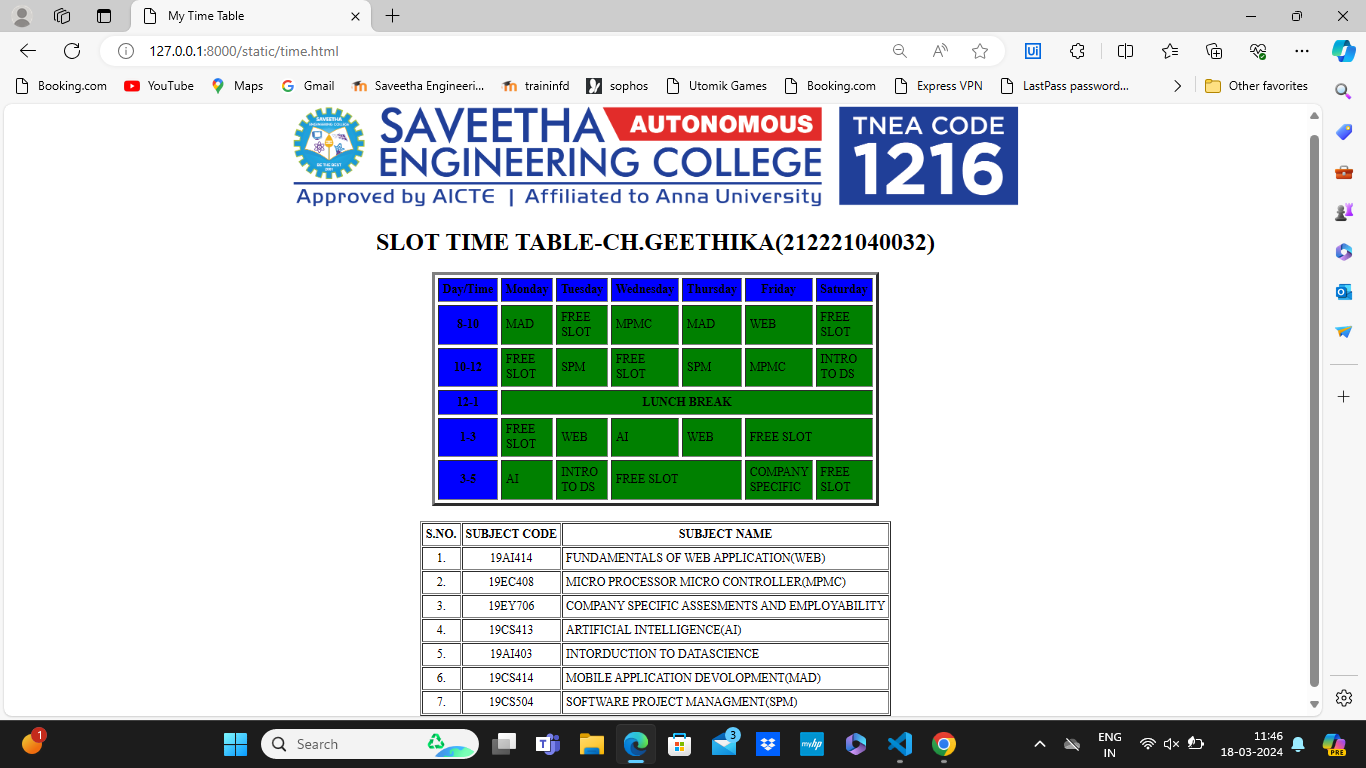 My Time Table
127.0.0.1:8000/static/time.html
Booking.com YouTube Maps Gmail Saveetha Engineeri... traininfd sophos Utomik Games Booking.com Express VPN LastPass password... Other favorites
SAVEETHA
ENGINEERING COLLEGE
SAVEETHA AUTONOMOUS
ENGINEERING COLLEGE
Approved by AICTE | Affiliated to Anna University
TNEA CODE
1216
SLOT TIME TABLE-CH.GEETHIKA(212221040032)
Day/Time Monday Tuesday Wednesday Thursday Friday Saturday
8-10 MAD FREE SLOT MPMC MAD WEB FREE SLOT
10-12 FREE SLOT SPM FREE SLOT SPM MPMC INTRO TO DS
12-1 LUNCH BREAK
1-3 FREE SLOT WEB AI WEB FREE SLOT
3-5 AI INTRO TO DS FREE SLOT COMPANY SPECIFIC FREE SLOT
S.NO. SUBJECT CODE SUBJECT NAME
1. 19AI414 FUNDAMENTALS OF WEB APPLICATION(WEB)
2. 19EC408 MICRO PROCESSOR MICRO CONTROLLER(MPMC)
3. 19EY706 COMPANY SPECIFIC ASSESMENTS AND EMPLOYABILITY
4. 19CS413 ARTIFICIAL INTELLIGENCE(AI)
5. 19AI403 INTORDUCTION TO DATASCIENCE
6. 19CS414 MOBILE APPLICATION DEVOLOPMENT(MAD)
7. 19CS504 SOFTWARE PROJECT MANAGMENT(SPM)
1 Search 3 myhp ENG 11:46 PRE
IN 18-03-2024